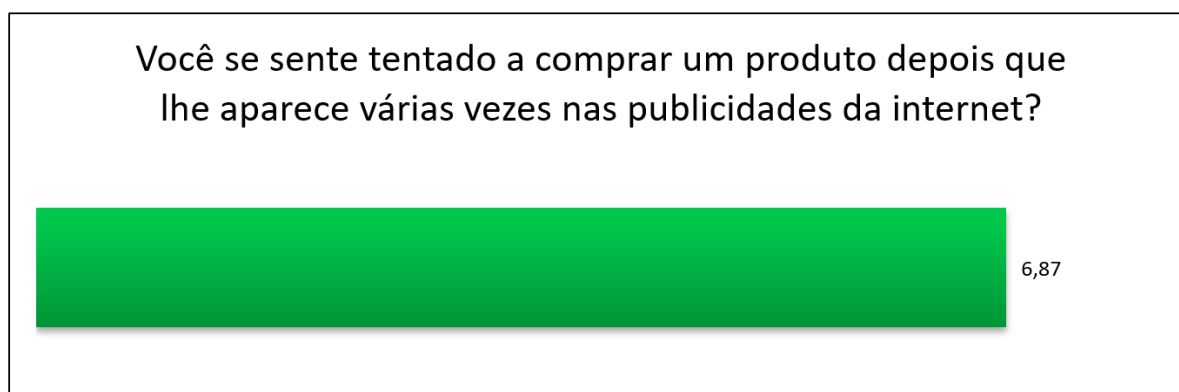 Você se sente tentado a comprar um produto depois que
lhe aparece várias vezes nas publicidades da internet?
6,87